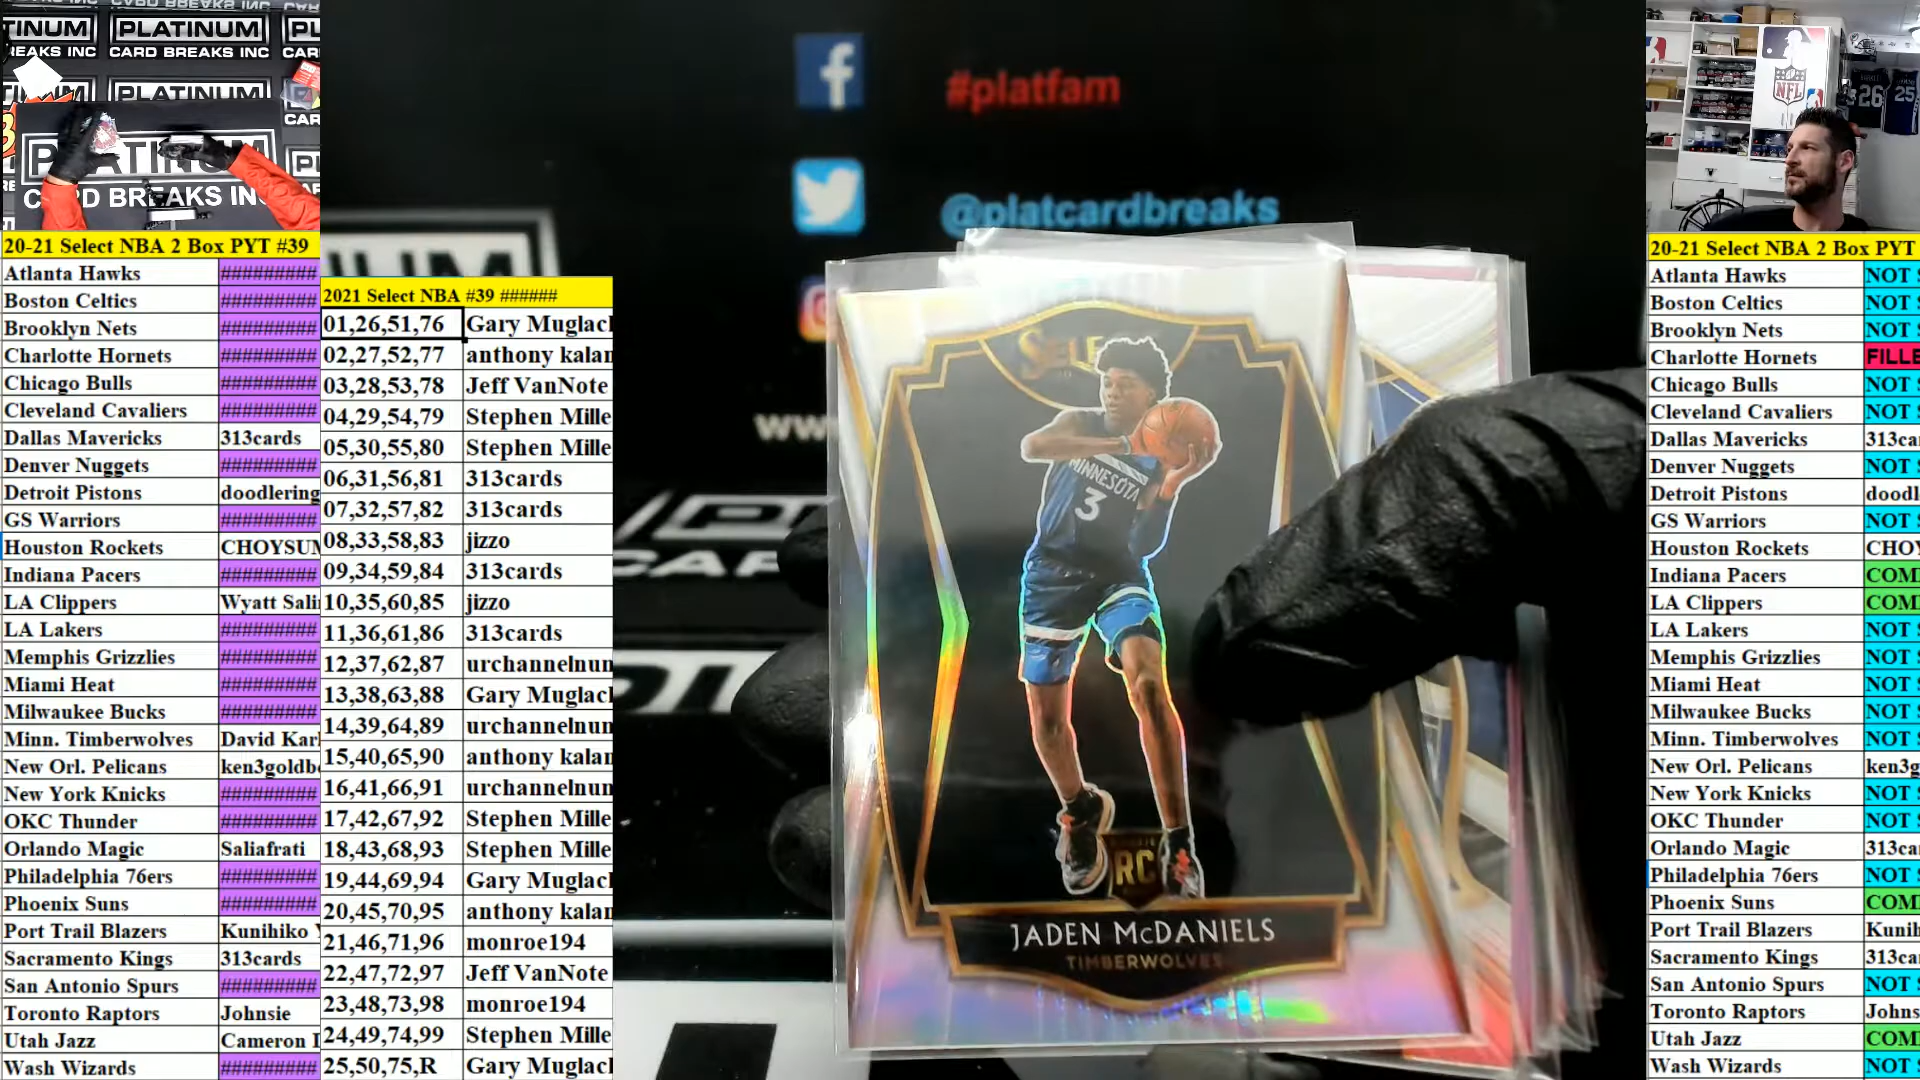 PLATINUM
CARD BREAKS INC
PLATINUM
PLATINUM
CARD BREAKS INC
20-21 Select NBA 2 Box PYT #39
Atlanta Hawks #########
Boston Celtics #########
Brooklyn Nets #########
Charlotte Hornets #########
Chicago Bulls #########
Cleveland Cavaliers #########
Dallas Mavericks 313cards
Denver Nuggets #########
Detroit Pistons doodlering
GS Warriors #########
Houston Rockets CHOYSUM
Indiana Pacers #########
LA Clippers Wyatt Sali
LA Lakers #########
Memphis Grizzlies #########
Miami Heat #########
Milwaukee Bucks #########
Minn. Timberwolves David Karl
New Orl. Pelicans ken3goldbe
New York Knicks #########
OKC Thunder #########
Orlando Magic Saliafrati
Philadelphia 76ers #########
Phoenix Suns #########
Port Trail Blazers Kunihiko Y
Sacramento Kings 313cards
San Antonio Spurs #########
Toronto Raptors Johnsie
Utah Jazz Cameron
Wash Wizards #########
2021 Select NBA #39 ######
01,26,51,76 Gary Muglac
02,27,52,77 anthony kalan
03,28,53,78 Jeff VanNote
04,29,54,79 Stephen Mille
05,30,55,80 Stephen Mille
06,31,56,81 313cards
07,32,57,82 313cards
08,33,58,83 jizzo
09,34,59,84 313cards
10,35,60,85 jizzo
11,36,61,86 313cards
12,37,62,87 urchannelnum
13,38,63,88 Gary Muglac
14,39,64,89 urchannelnum
15,40,65,90 anthony kalan
16,41,66,91 urchannelnum
17,42,67,92 Stephen Mille
18,43,68,93 Stephen Mille
19,44,69,94 Gary Muglac
20,45,70,95 anthony kalan
21,46,71,96 monroe194
22,47,72,97 Jeff VanNote
23,48,73,98 monroe194
24,49,74,99 Stephen Mille
25,50,75,R Gary Muglac
#platfam
@platcardbreaks
www
MINNESOTA
3
RC
JADEN McDANIELS
TIMBERWOLVES
NFL
26
25
20-21 Select NBA 2 Box PYT
Atlanta Hawks NOT
Boston Celtics NOT
Brooklyn Nets NOT
Charlotte Hornets FILLE
Chicago Bulls NOT
Cleveland Cavaliers NOT
Dallas Mavericks 313ca
Denver Nuggets NOT
Detroit Pistons doodl
GS Warriors NOT
Houston Rockets CHOY
Indiana Pacers COM
LA Clippers COM
LA Lakers NOT
Memphis Grizzlies NOT
Miami Heat NOT
Milwaukee Bucks NOT
Minn. Timberwolves NOT
New Orl. Pelicans ken3g
New York Knicks NOT
OKC Thunder NOT
Orlando Magic 313ca
Philadelphia 76ers NOT
Phoenix Suns COM
Port Trail Blazers Kunih
Sacramento Kings 313ca
San Antonio Spurs NOT
Toronto Raptors Johns
Utah Jazz COM
Wash Wizards NOT